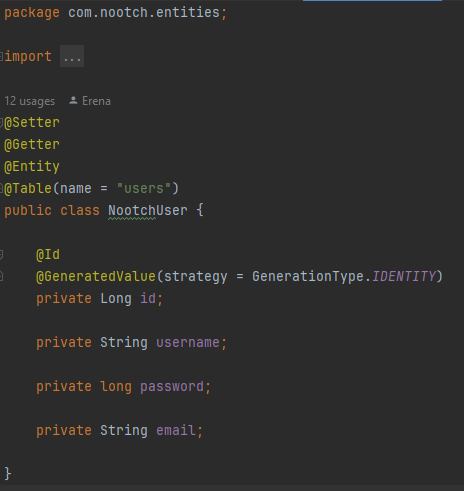 package com.nootch.entities;
import ...
12 usages Erena
@Setter
@Getter
@Entity
@Table(name = "users")
public class NootchUser {
@Id
@GeneratedValue(strategy = GenerationType.IDENTITY)
private Long id;
private String username;
private long password;
private String email;
}